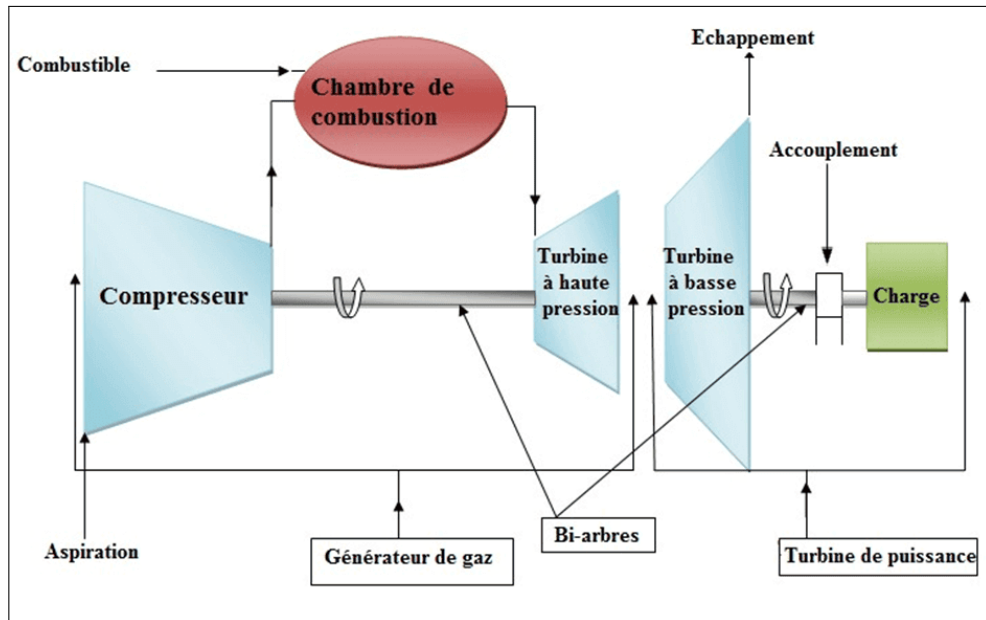 Echappement
Combustible
Chambre de
combustion
Accouplement
Compresseur
Turbine
à haute
pression
Turbine
à basse
pression
Charge
Aspiration
Générateur de gaz
Bi-arbres
Turbine de puissance